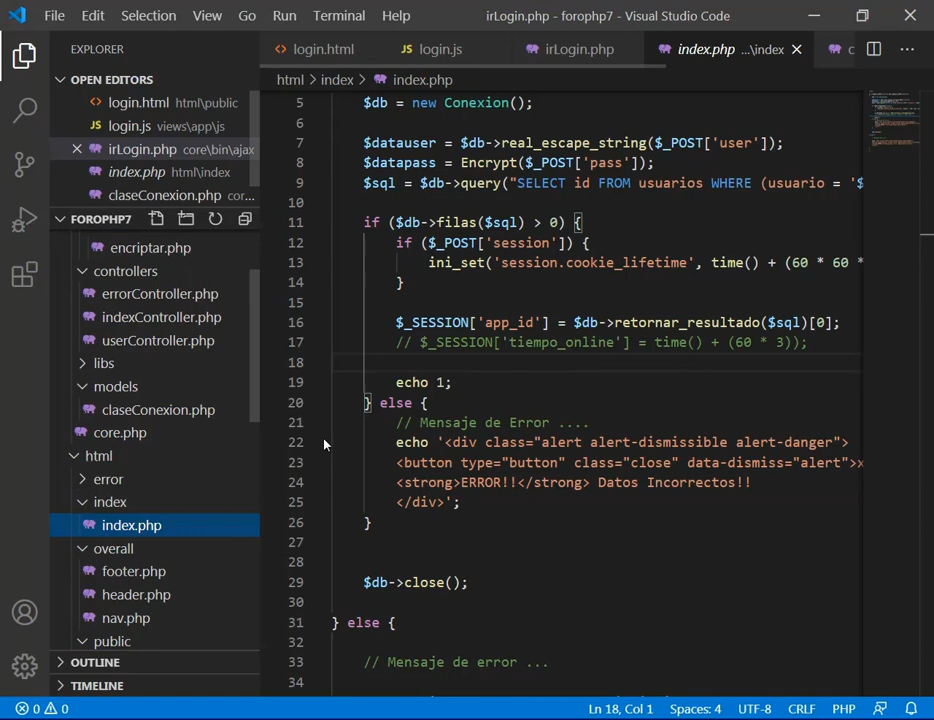 File Edit Selection View Go Run Terminal Help irLogin.php - forophp7 - Visual Studio Code
EXPLORER
login.html login.js irLogin.php index.php ...\index c
OPEN EDITORS
html > index > index.php
login.html html\public
login.js views\app\js
irLogin.php core\bin\ajax
index.php html\index
claseConexion.php cor...
FOROPHP7
encriptar.php
controllers
errorController.php
indexController.php
userController.php
libs
models
claseConexion.php
core.php
html
error
index
index.php
overall
footer.php
header.php
nav.php
public
OUTLINE
TIMELINE
5 $db = new Conexion();
6
7 $datauser = $db->real_escape_string($_POST['user']);
8 $datapass = Encrypt($_POST['pass']);
9 $sql = $db->query("SELECT id FROM usuarios WHERE (usuario = '$
10
11 if ($db->filas($sql) > 0) {
12 if ($_POST['session']) {
13 ini_set('session.cookie_lifetime', time() + (60 * 60 *
14 }
15
16 $_SESSION['app_id'] = $db->retornar_resultado($sql)[0];
17 // $_SESSION['tiempo_online'] = time() + (60 * 3));
18
19 echo 1;
20 } else {
21 // Mensaje de Error ....
22 echo '<div class="alert alert-dismissible alert-danger">
23 <button type="button" class="close" data-dismiss="alert">x
24 <strong>ERROR!!</strong> Datos Incorrectos!!
25 </div>';
26 }
27
28
29 $db->close();
30
31 } else {
32
33 // Mensaje de error ...
34
0 0 Ln 18, Col 1 Spaces: 4 UTF-8 CRLF PHP